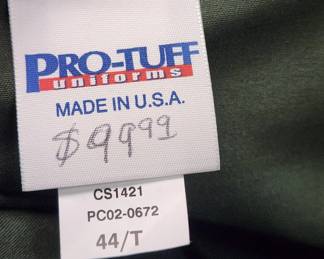 PRO-TUFF
uniforms
MADE IN U.S.A.
$9999
CS1421
PC02-0672
44/T